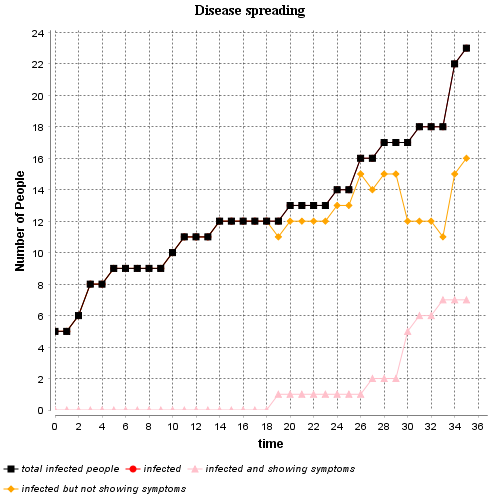 Disease spreading
24
22
20
18
16
14
12
10
8
6
4
2
0
Number of People
0 2 4 6 8 10 12 14 16 18 20 22 24 26 28 30 32 34 36
time
total infected people infected infected and showing symptoms
infected but not showing symptoms